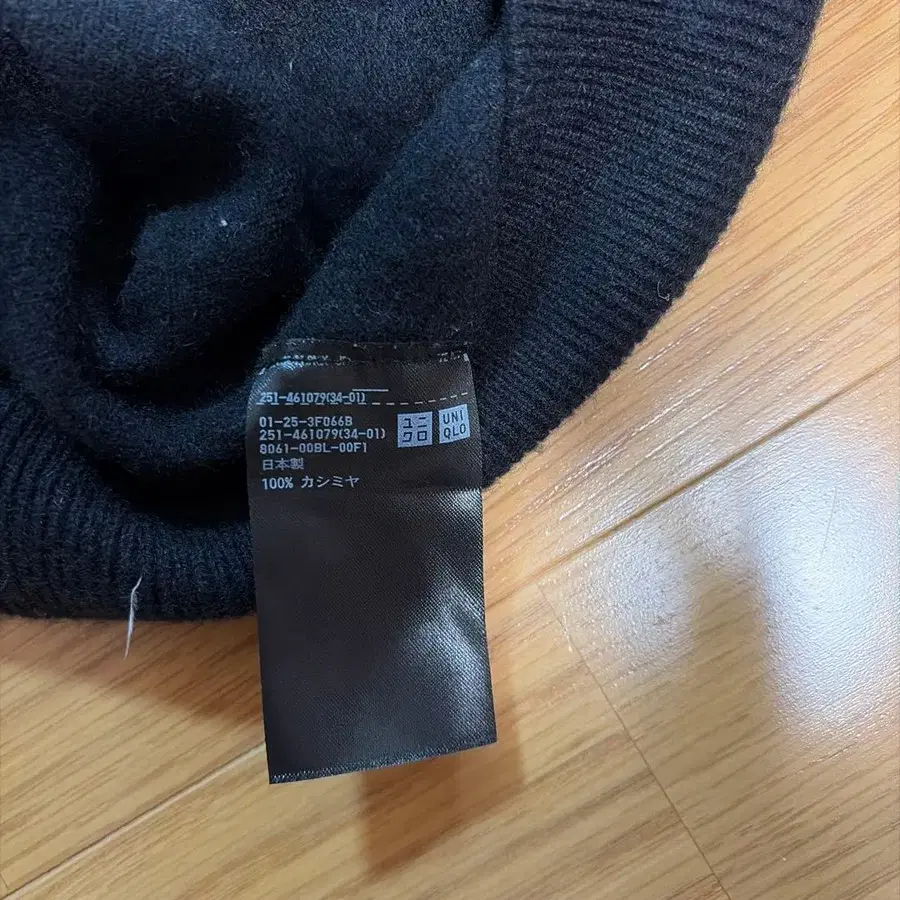 251-461079(34-01)
01-25-3F066B
251-461079(34-01)
8061-00BL-00F1
日本製
100% カシミヤ
ユニ
クロ
UNI
QLO